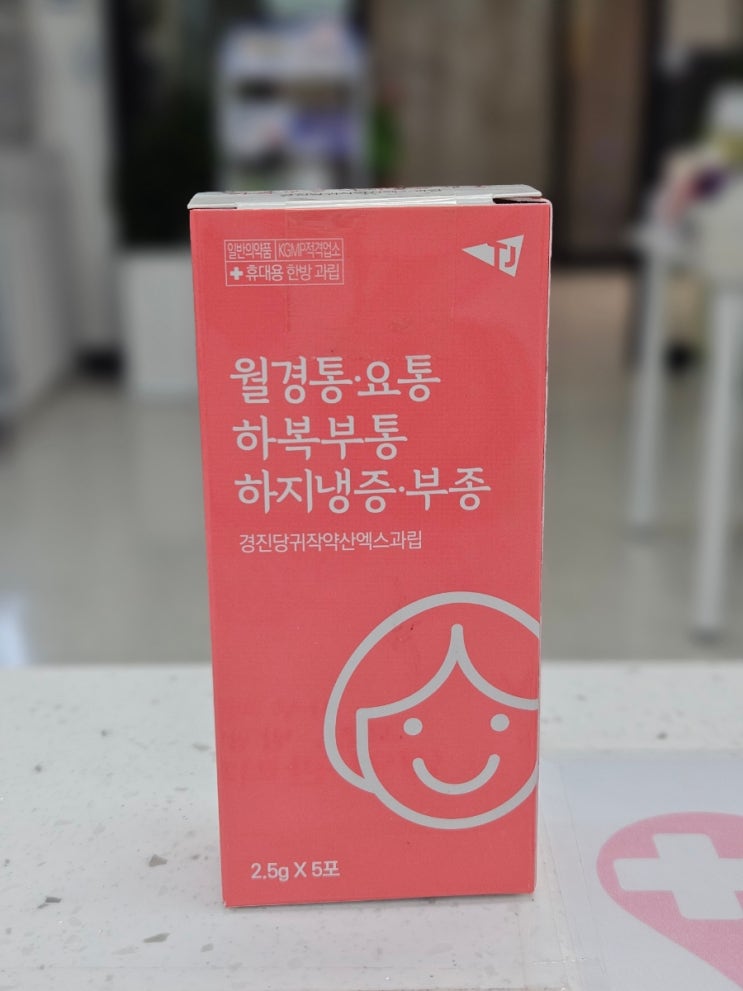 일반의약품 KGMP적격업소
휴대용 한방 과립
월경통·요통
하복부통
하지냉증·부종
경진당귀작약산엑스과립
2.5g X 5포